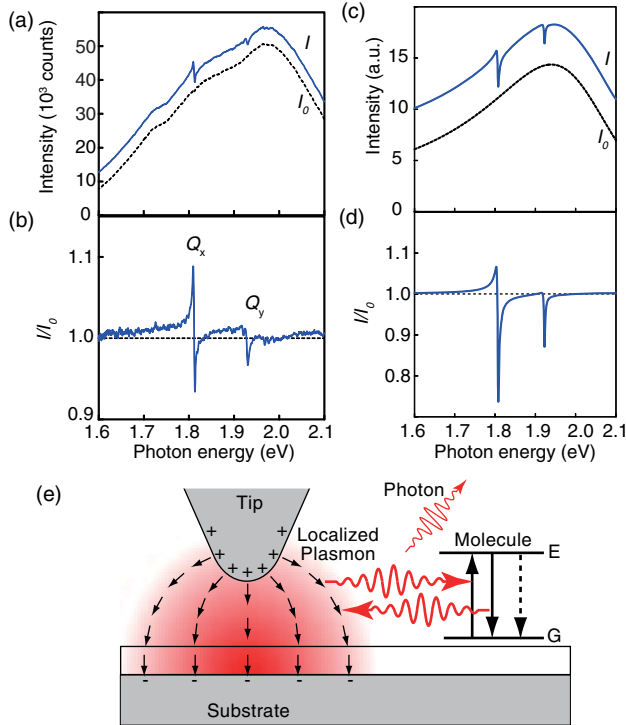 (a)
Intensity (10³ counts)
60
50
40
30
20
10
0
I
I₀
(b)
I/I₀
1.1
1.0
0.9
Qₓ
Qᵧ
1.6 1.7 1.8 1.9 2.0 2.1
Photon energy (eV)
(c)
Intensity (a.u.)
15
10
5
0
I
I₀
(d)
I/I₀
1.1
1.0
0.9
0.8
1.6 1.7 1.8 1.9 2.0 2.1
Photon energy (eV)
(e)
Tip
Photon
Localized
Plasmon
Molecule
E
G
+ + + + + + + +
- - - - -
Substrate